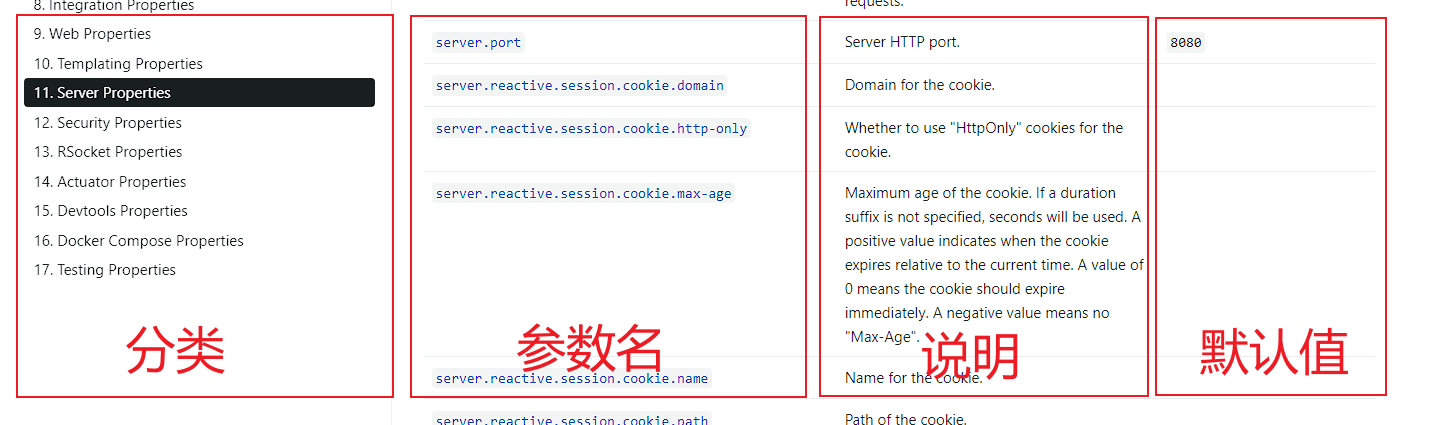 8. Integration Properties
9. Web Properties
10. Templating Properties
11. Server Properties
12. Security Properties
13. RSocket Properties
14. Actuator Properties
15. Devtools Properties
16. Docker Compose Properties
17. Testing Properties
分类
requests.
server.port
Server HTTP port.
8080
server.reactive.session.cookie.domain
Domain for the cookie.
server.reactive.session.cookie.http-only
Whether to use "HttpOnly" cookies for the
cookie.
server.reactive.session.cookie.max-age
Maximum age of the cookie. If a duration
suffix is not specified, seconds will be used. A
positive value indicates when the cookie
expires relative to the current time. A value of
0 means the cookie should expire
immediately. A negative value means no
"Max-Age".
参数名
说明
默认值
server.reactive.session.cookie.name
Name for the cookie.
server.reactive.session.cookie.path
Path of the cookie.